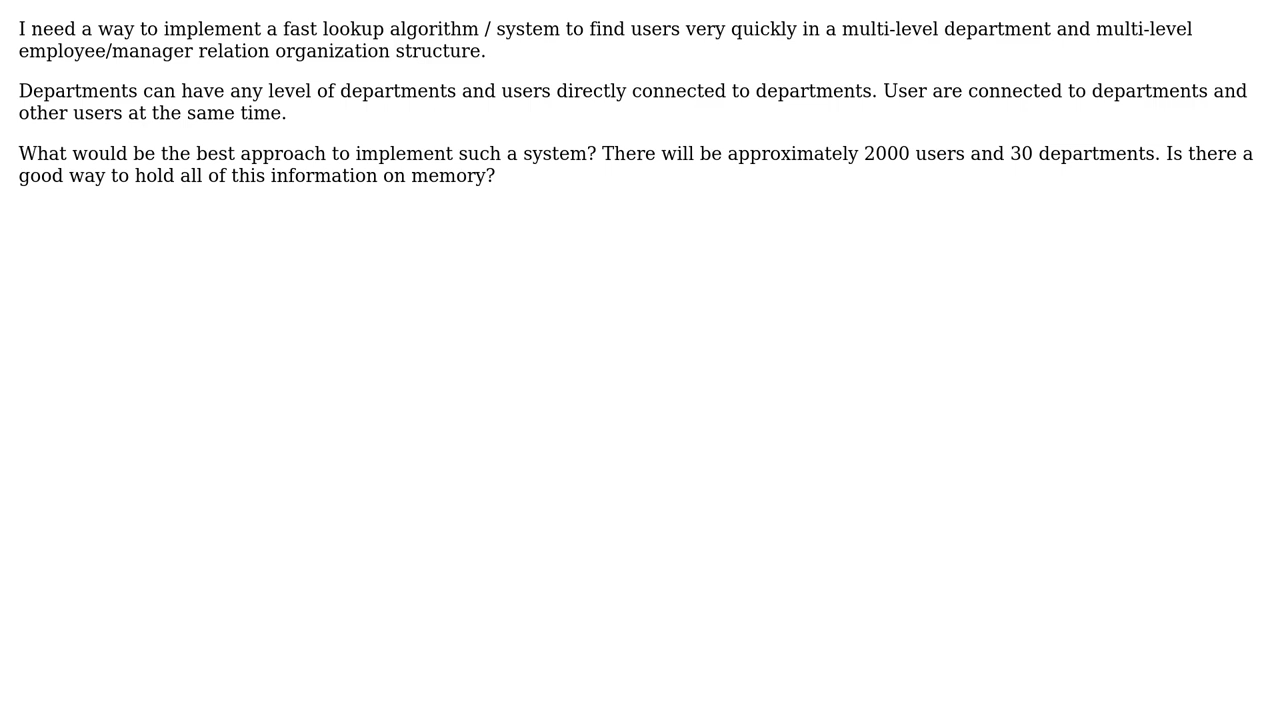 I need a way to implement a fast lookup algorithm / system to find users very quickly in a multi-level department and multi-level
employee/manager relation organization structure.
Departments can have any level of departments and users directly connected to departments. User are connected to departments and
other users at the same time.
What would be the best approach to implement such a system? There will be approximately 2000 users and 30 departments. Is there a
good way to hold all of this information on memory?